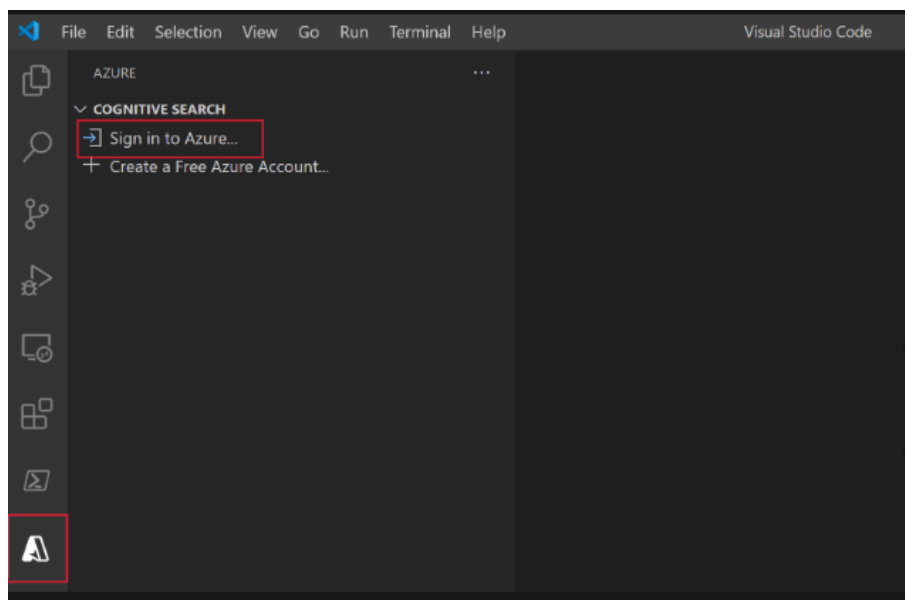 File Edit Selection View Go Run Terminal Help Visual Studio Code
AZURE
COGNITIVE SEARCH
Sign in to Azure...
Create a Free Azure Account...